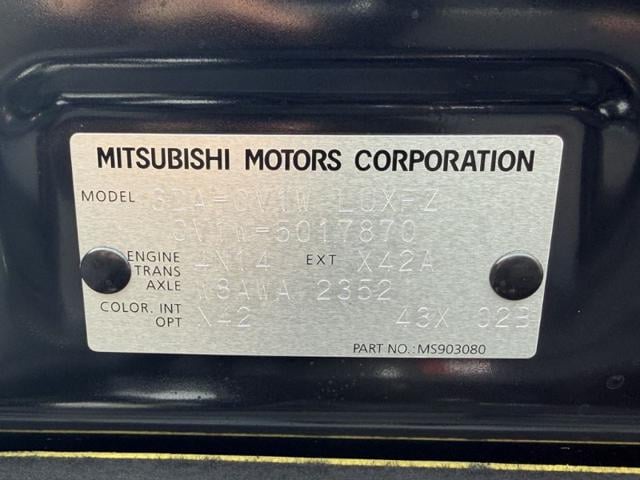 MITSUBISHI MOTORS CORPORATION
MODEL 3DA-CV1W LUXFZ
CV1W-5017870
ENGINE 4N14 EXT X42A
TRANS
AXLE W8AWA 2352
COLOR. INT
OPT X42 43X 02B
PART NO.: MS903080